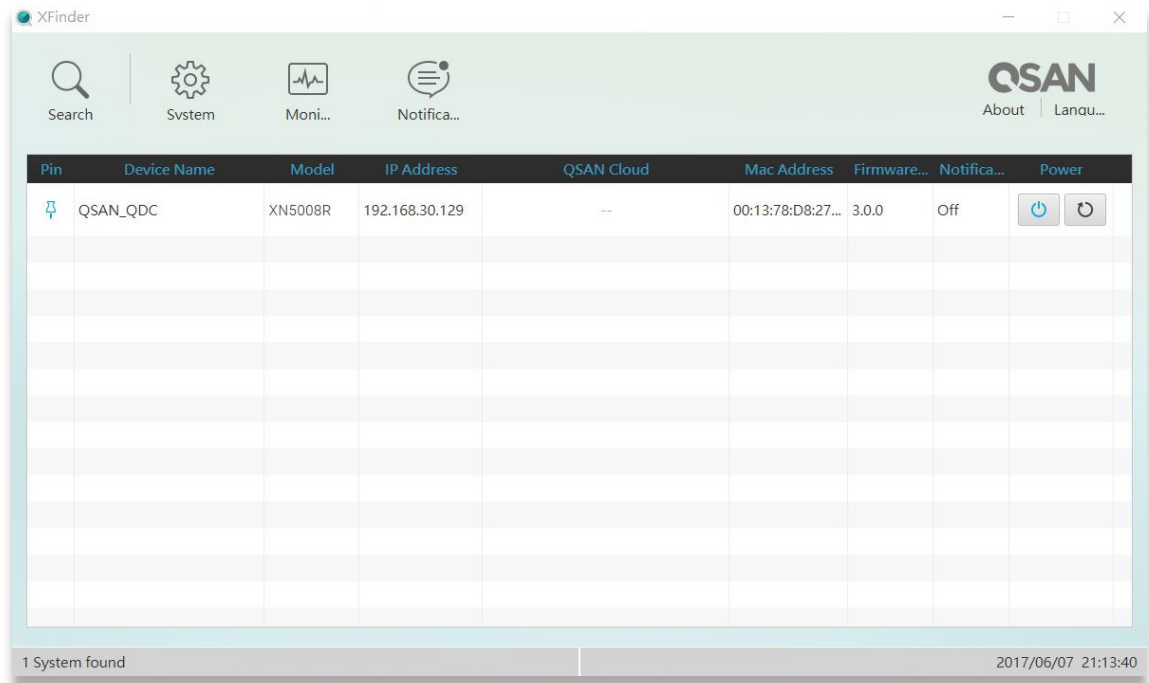 XFinder
Search System Moni... Notifica...
QSAN
About Langu...
Pin Device Name Model IP Address QSAN Cloud Mac Address Firmware... Notifica... Power
QSAN_QDC XN5008R 192.168.30.129 -- 00:13:78:D8:27... 3.0.0 Off
1 System found 2017/06/07 21:13:40